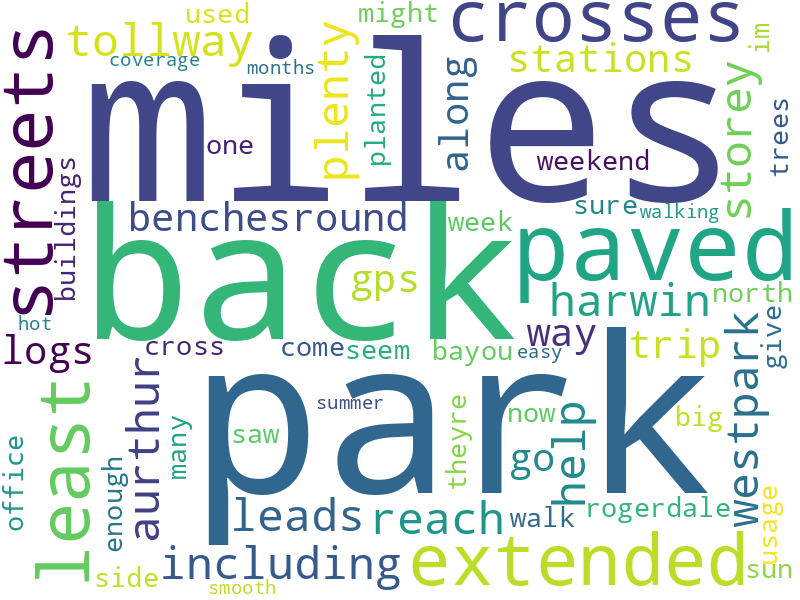 used
might
crosses
tollway
coverage
months
plenty
planted
along
stations
storey
im
streets
miles
one
weekend
trees
buildings
benches
round
week
sure
walking
back
gps
paved
harwin
north
hot
logs
cross
come
seem
bayou
easy
way
trip
westpark
give
least
aurthur
many
saw
summer
park
theyre
now
go
help
big
office
enough
leads
reach
walk
rogerdale
usage
side
including
smooth
extended
sun